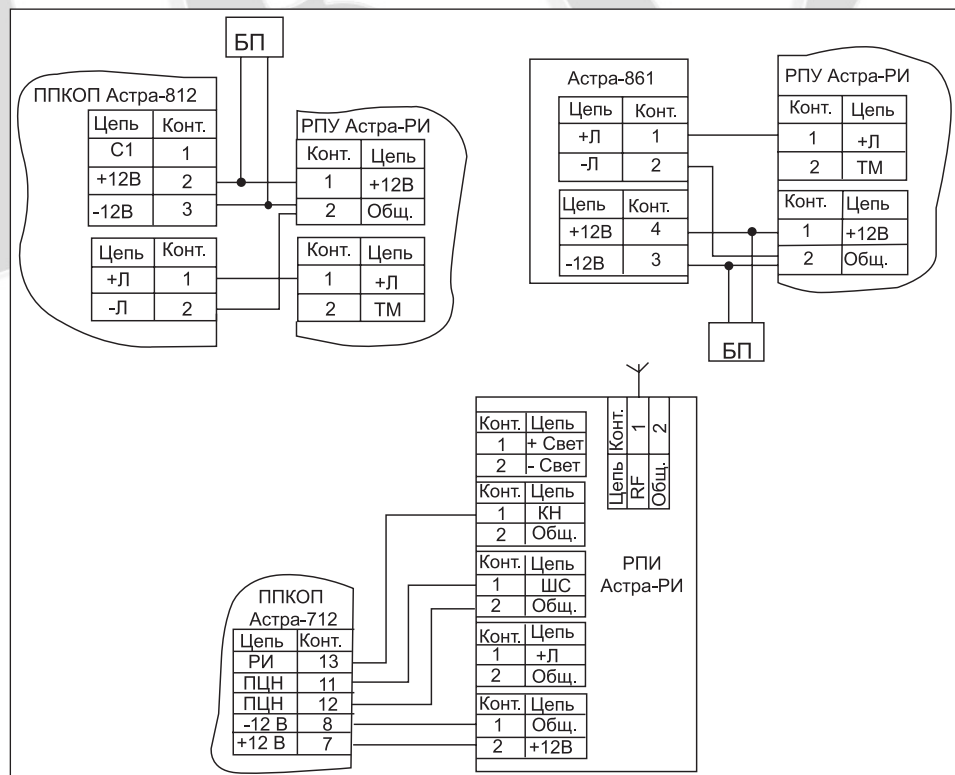 БП
ППКОП Астра-812
Цепь Конт.
С1 1
+12В 2
-12В 3
Цепь Конт.
+Л 1
-Л 2
РПУ Астра-РИ
Конт. Цепь
1 +12В
2 Общ.
Конт. Цепь
1 +Л
2 ТМ
Астра-861
Цепь Конт.
+Л 1
-Л 2
Цепь Конт.
+12В 4
-12В 3
РПУ Астра-РИ
Конт. Цепь
1 +Л
2 ТМ
Конт. Цепь
1 +12В
2 Общ.
БП
Конт. Цепь
1 + Свет
2 - Свет
Конт. Цепь
1 КН
2 Общ.
Конт. Цепь
1 ШС
2 Общ.
Конт. Цепь
1 +Л
2 Общ.
Конт. Цепь
1 Общ.
2 +12В
Цепь Конт.
RF 1
Общ. 2
РПИ
Астра-РИ
ППКОП
Астра-712
Цепь Конт.
РИ 13
ПЦН 11
ПЦН 12
-12 В 8
+12 В 7